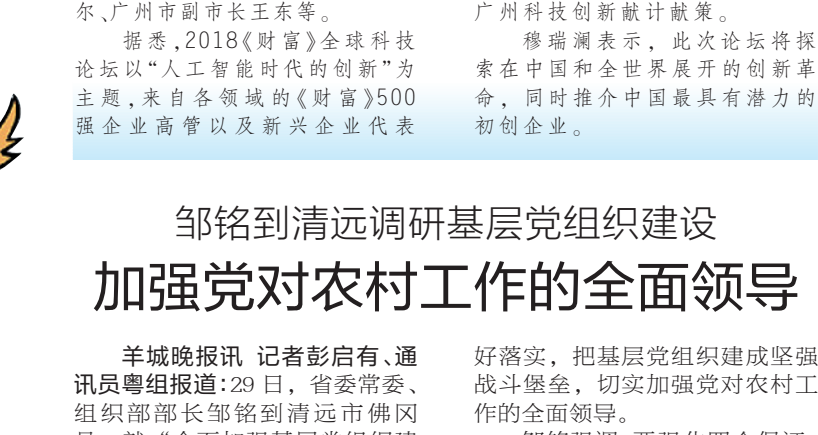 尔、广州市副市长王东等。
据悉,2018《财富》全球科技
论坛以“人工智能时代的创新”为
主题,来自各领域的《财富》500
强企业高管以及新兴企业代表
广州科技创新献计献策。
穆瑞澜表示，此次论坛将探
索在中国和全世界展开的创新革
命，同时推介中国最具有潜力的
初创企业。
邹铭到清远调研基层党组织建设
加强党对农村工作的全面领导
羊城晚报讯 记者彭启有、通
讯员粤组报道:29日，省委常委、
组织部部长邹铭到清远市佛冈
好落实，把基层党组织建成坚强
战斗堡垒，切实加强党对农村工
作的全面领导。